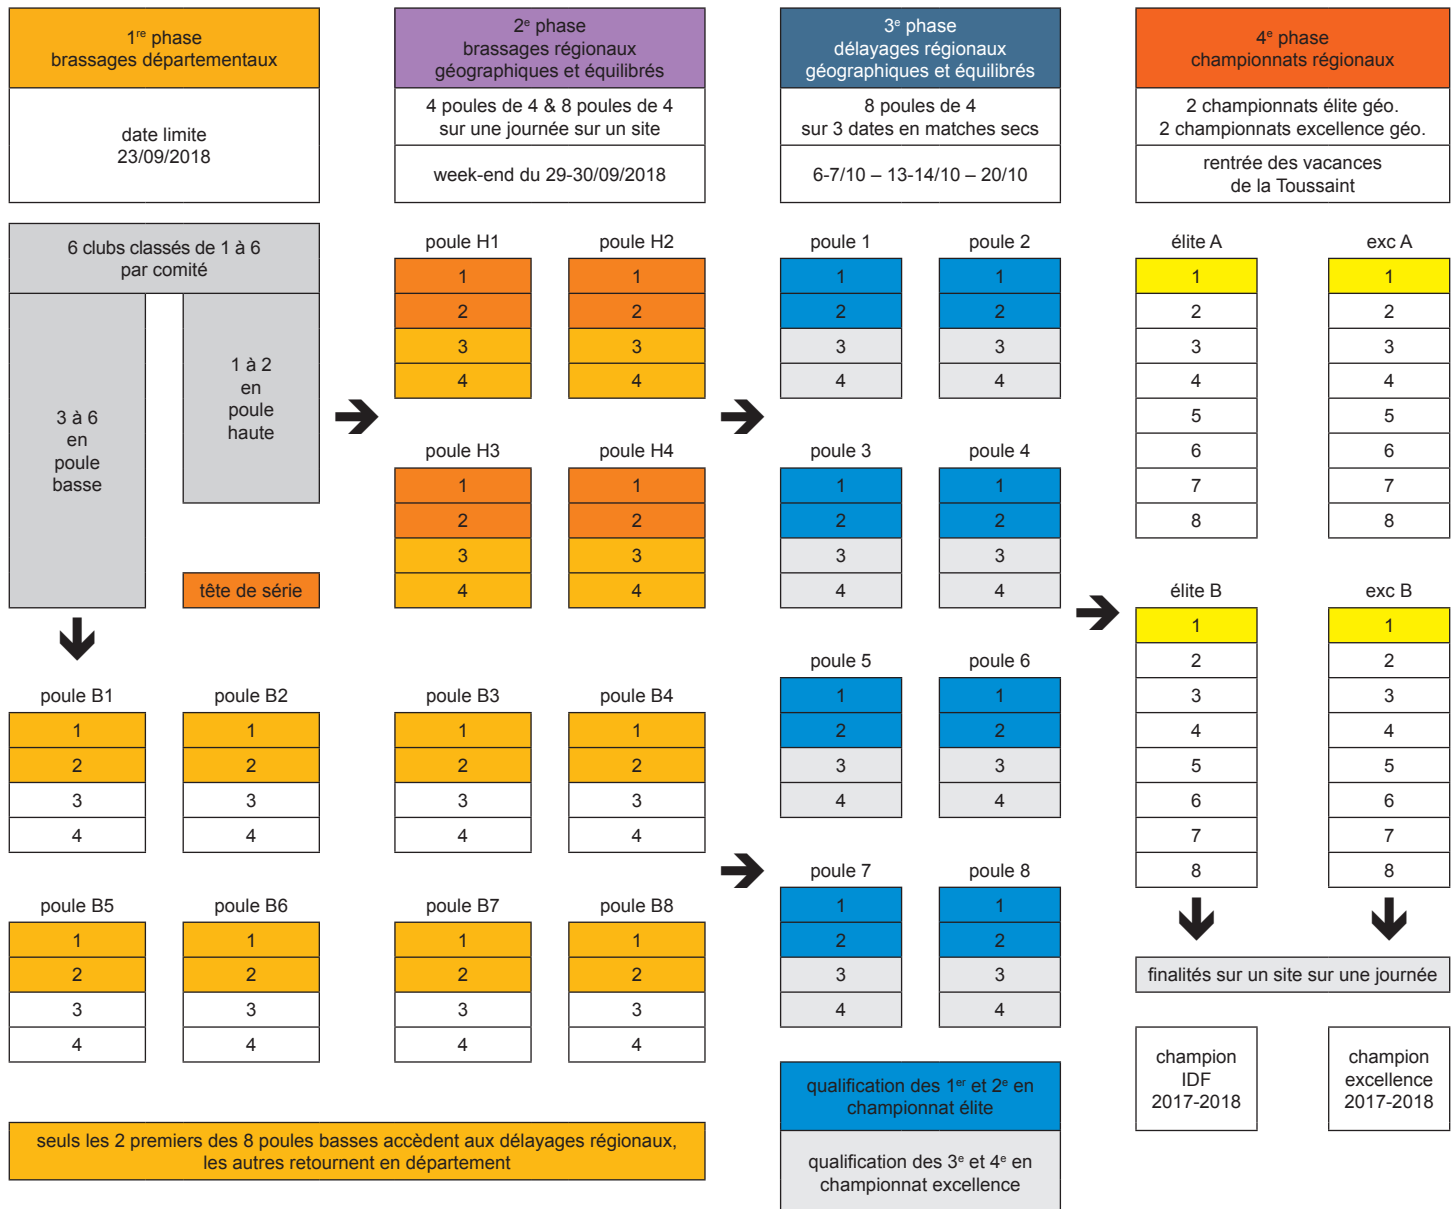 1re phase
brassages départementaux
date limite
23/09/2018
2e phase
brassages régionaux
géographiques et équilibrés
4 poules de 4 & 8 poules de 4
sur une journée sur un site
week-end du 29-30/09/2018
3e phase
délayages régionaux
géographiques et équilibrés
8 poules de 4
sur 3 dates en matches secs
6-7/10 – 13-14/10 – 20/10
4e phase
championnats régionaux
2 championnats élite géo.
2 championnats excellence géo.
rentrée des vacances
de la Toussaint
6 clubs classés de 1 à 6
par comité
3 à 6
en
poule
basse
1 à 2
en
poule
haute
tête de série
poule H1
1
2
3
4
poule H2
1
2
3
4
poule H3
1
2
3
4
poule H4
1
2
3
4
poule B1
1
2
3
4
poule B2
1
2
3
4
poule B3
1
2
3
4
poule B4
1
2
3
4
poule B5
1
2
3
4
poule B6
1
2
3
4
poule B7
1
2
3
4
poule B8
1
2
3
4
seuls les 2 premiers des 8 poules basses accèdent aux délayages régionaux,
les autres retournent en département
poule 1
1
2
3
4
poule 2
1
2
3
4
poule 3
1
2
3
4
poule 4
1
2
3
4
poule 5
1
2
3
4
poule 6
1
2
3
4
poule 7
1
2
3
4
poule 8
1
2
3
4
qualification des 1er et 2e en
championnat élite
qualification des 3e et 4e en
championnat excellence
élite A
1
2
3
4
5
6
7
8
exc A
1
2
3
4
5
6
7
8
élite B
1
2
3
4
5
6
7
8
exc B
1
2
3
4
5
6
7
8
finalités sur un site sur une journée
champion
IDF
2017-2018
champion
excellence
2017-2018